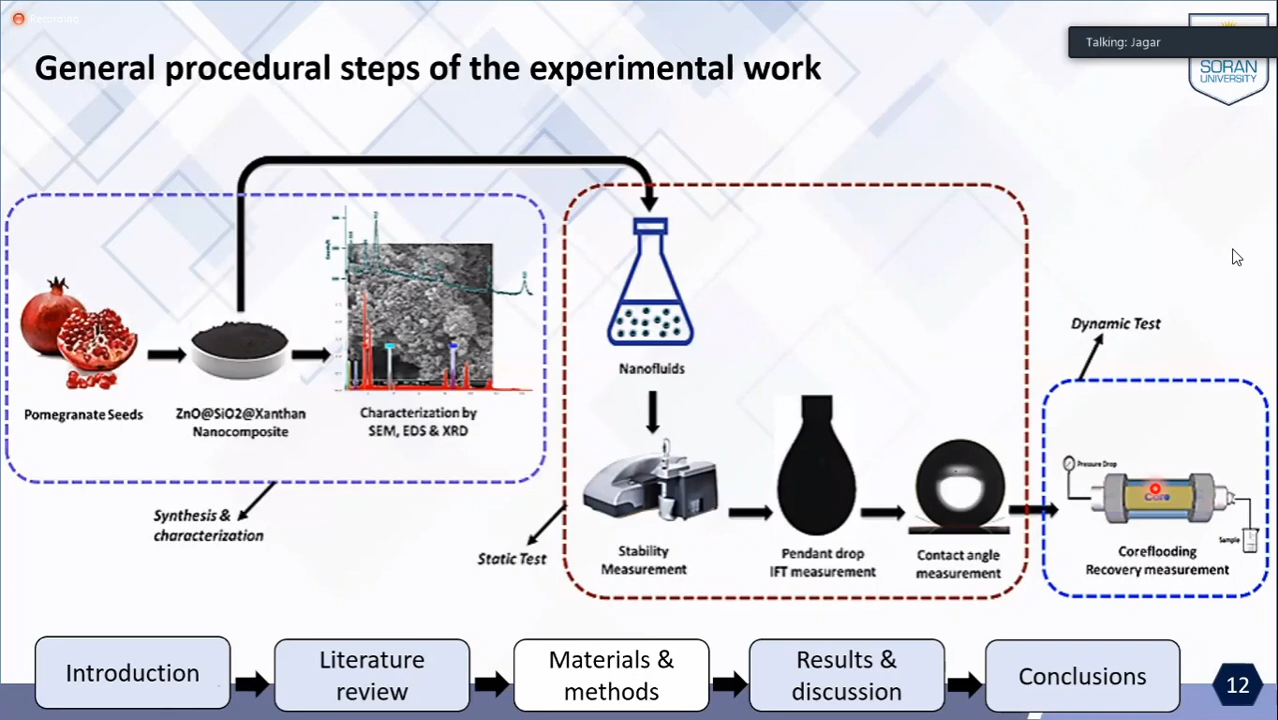 Recording
Talking: Jagar
SORAN
UNIVERSITY
General procedural steps of the experimental work
Pomegranate Seeds
ZnO@SiO2@Xanthan
Nanocomposite
Characterization by
SEM, EDS & XRD
Synthesis &
characterization
Nanofluids
Static Test
Stability
Measurement
Pendant drop
IFT measurement
Contact angle
measurement
Dynamic Test
Pressure Drop
Core
Sample
Coreflooding
Recovery measurement
Introduction
Literature
review
Materials &
methods
Results &
discussion
Conclusions
12